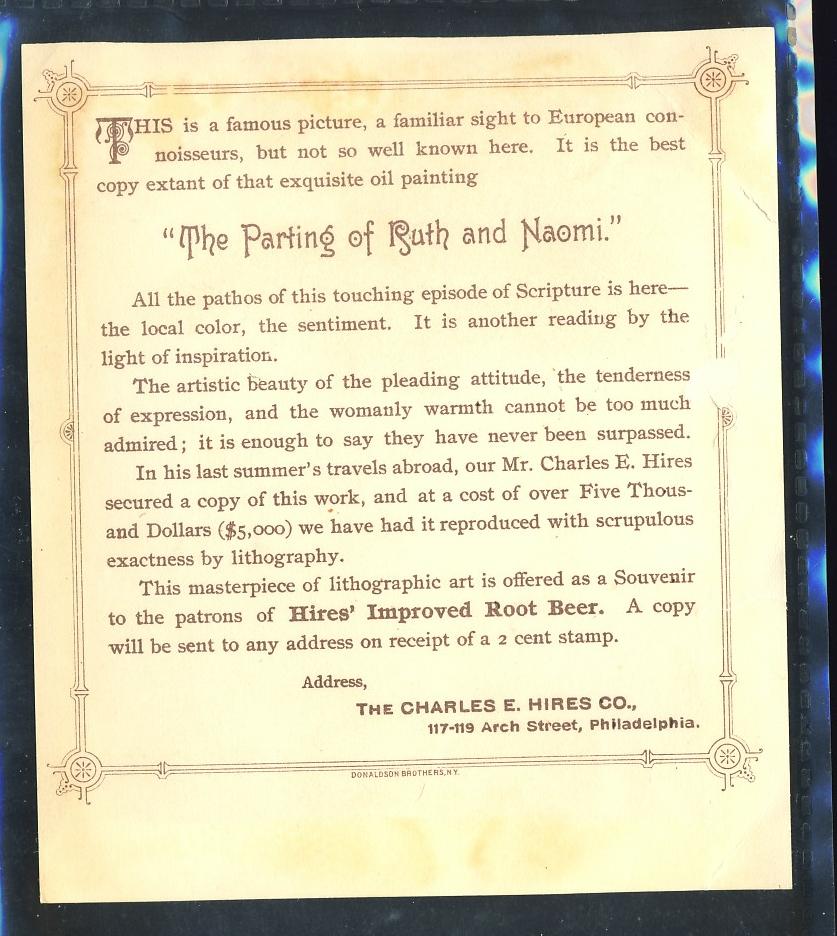 THIS is a famous picture, a familiar sight to European con-
noisseurs, but not so well known here. It is the best
copy extant of that exquisite oil painting
“The Parting of Ruth and Naomi.”
All the pathos of this touching episode of Scripture is here—
the local color, the sentiment. It is another reading by the
light of inspiration.
The artistic beauty of the pleading attitude, the tenderness
of expression, and the womanly warmth cannot be too much
admired; it is enough to say they have never been surpassed.
In his last summer's travels abroad, our Mr. Charles E. Hires
secured a copy of this work, and at a cost of over Five Thous-
and Dollars ($5,000) we have had it reproduced with scrupulous
exactness by lithography.
This masterpiece of lithographic art is offered as a Souvenir
to the patrons of Hires' Improved Root Beer. A copy
will be sent to any address on receipt of a 2 cent stamp.
Address,
THE CHARLES E. HIRES CO.,
117-119 Arch Street, Philadelphia.
DONALDSON BROTHERS, N.Y.